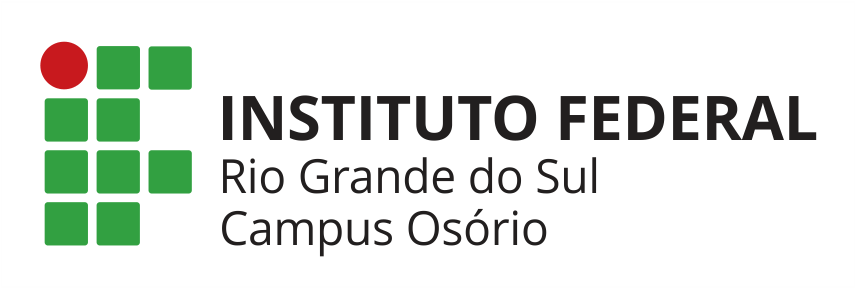 INSTITUTO FEDERAL
Rio Grande do Sul
Campus Osório